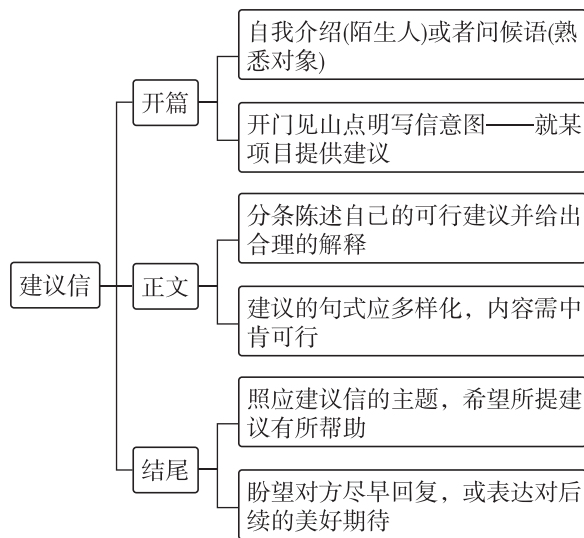 建议信
开篇
自我介绍(陌生人)或者问候语(熟
悉对象)
开门见山点明写信意图——就某
项目提供建议
正文
分条陈述自己的可行建议并给出
合理的解释
建议的句式应多样化，内容需中
肯可行
结尾
照应建议信的主题，希望所提建
议有所帮助
盼望对方尽早回复，或表达对后
续的美好期待